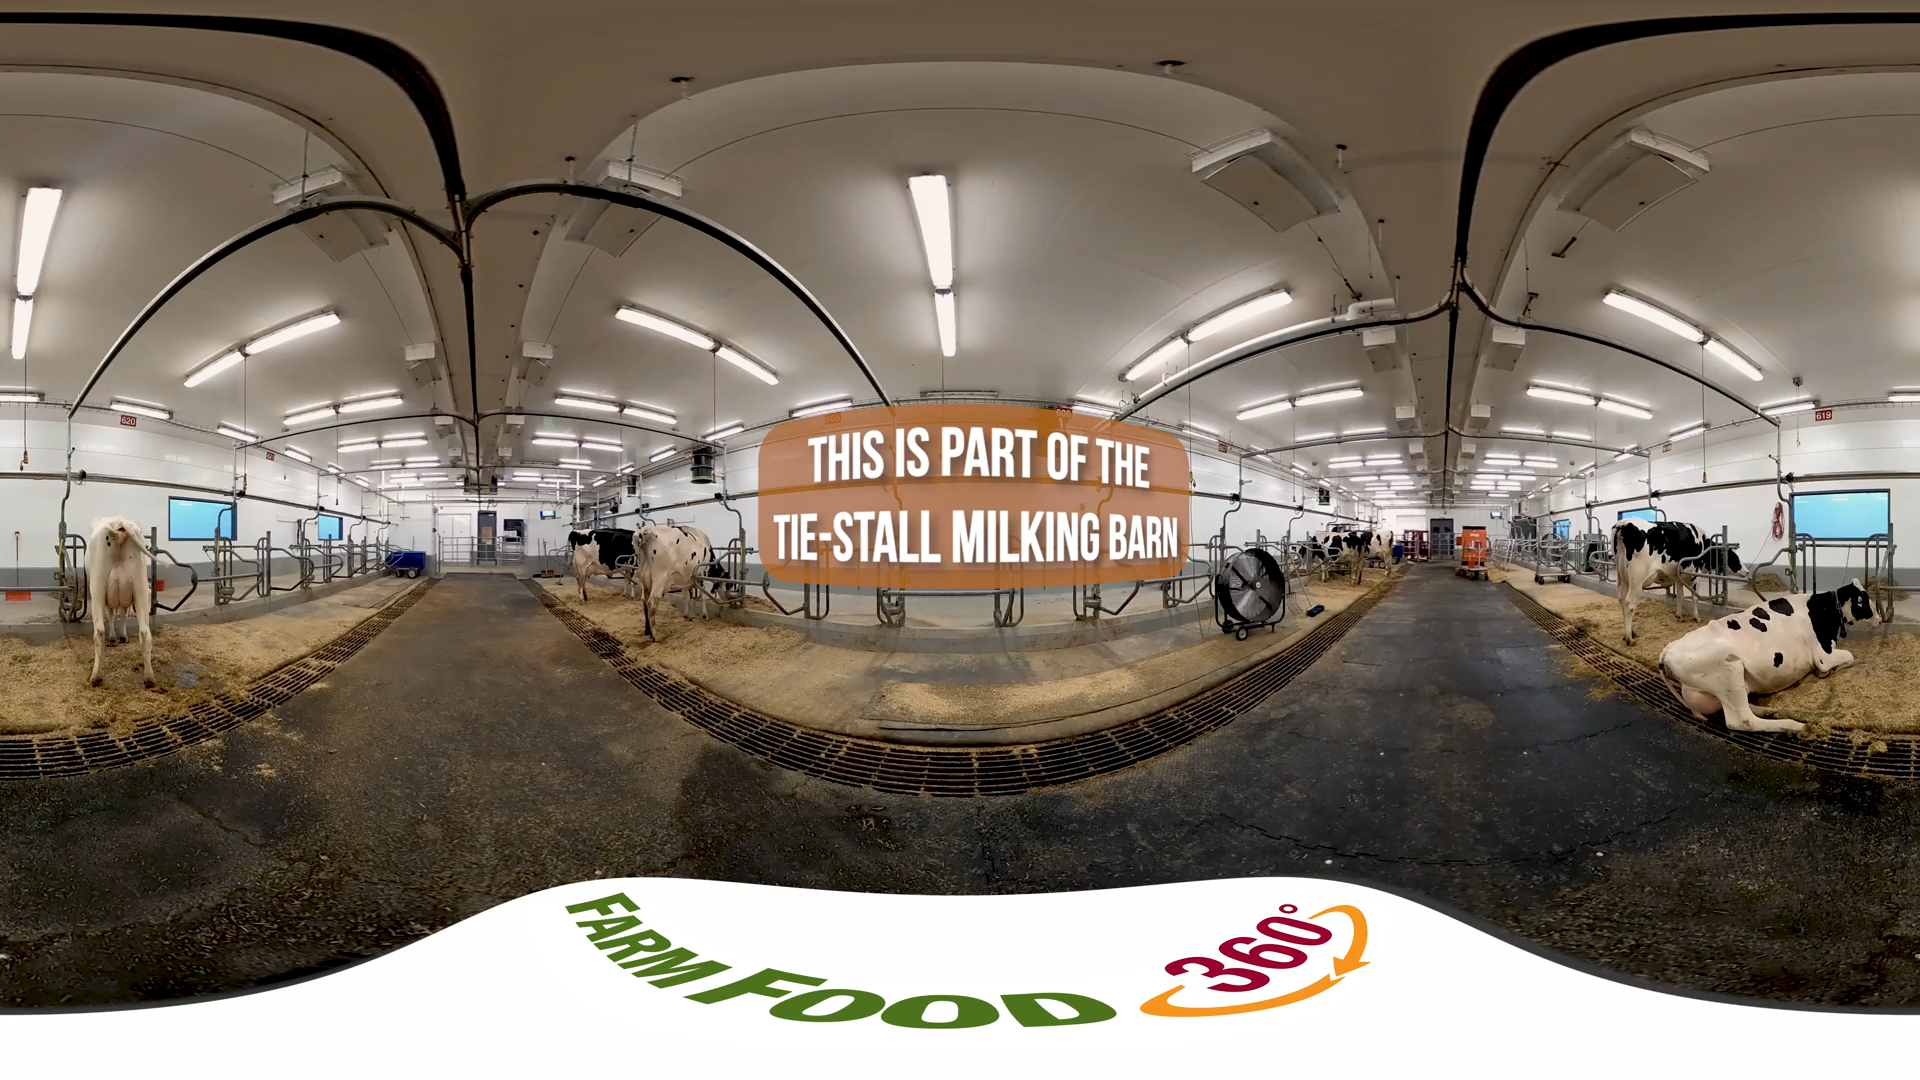 620
619
THIS IS PART OF THE
TIE-STALL MILKING BARN
FARM FOOD 360°